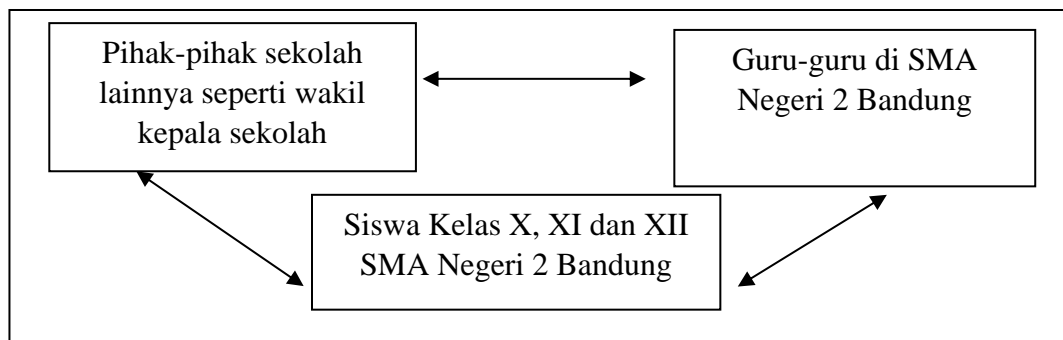 Pihak-pihak sekolah
lainnya seperti wakil
kepala sekolah
Guru-guru di SMA
Negeri 2 Bandung
Siswa Kelas X, XI dan XII
SMA Negeri 2 Bandung